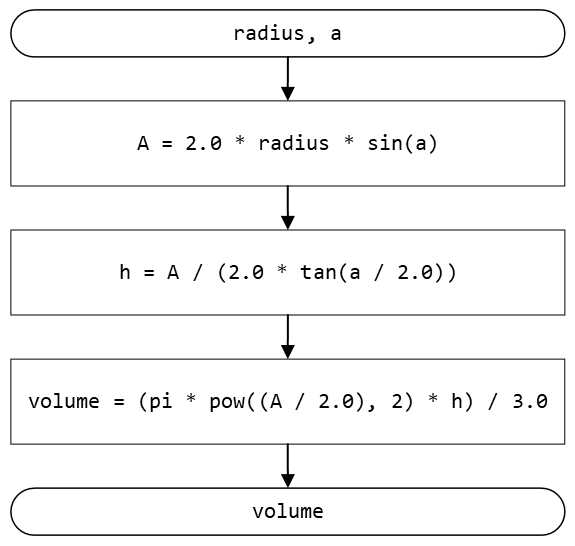 radius, a
A = 2.0 * radius * sin(a)
h = A / (2.0 * tan(a / 2.0))
volume = (pi * pow((A / 2.0), 2) * h) / 3.0
volume